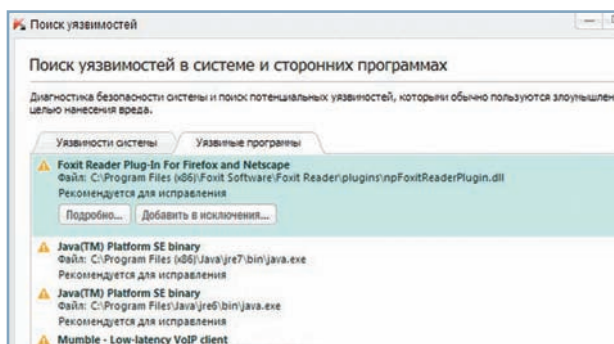 Поиск уязвимостей
Поиск уязвимостей в системе и сторонних программах
Диагностика безопасности системы и поиск потенциальных уязвимостей, которыми обычно пользуются злоумышлен
целью нанесения вреда.
Уязвимости системы
Уязвимые программы
Foxit Reader Plug-In For Firefox and Netscape
Файл: C:\Program Files (x86)\Foxit Software\Foxit Reader\plugins\npFoxitReaderPlugin.dll
Рекомендуется для исправления
Подробно... Добавить в исключения...
Java(TM) Platform SE binary
Файл: C:\Program Files (x86)\Java\jre7\bin\java.exe
Рекомендуется для исправления
Java(TM) Platform SE binary
Файл: C:\Program Files\Java\jre6\bin\java.exe
Рекомендуется для исправления
Mumble - Low-latency VoIP client